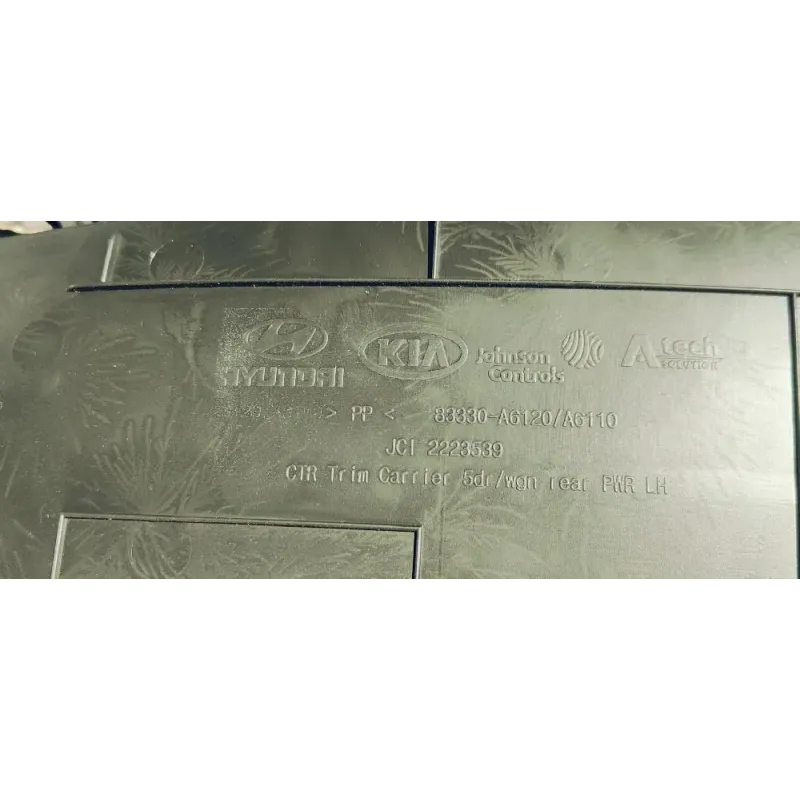 HYUNDAI KIA Johnson Controls Atech SOLUTION
> PP < 83330-A6120/A6110
JCI 2223539
CTR Trim Carrier 5dr/wgn rear PWR LH